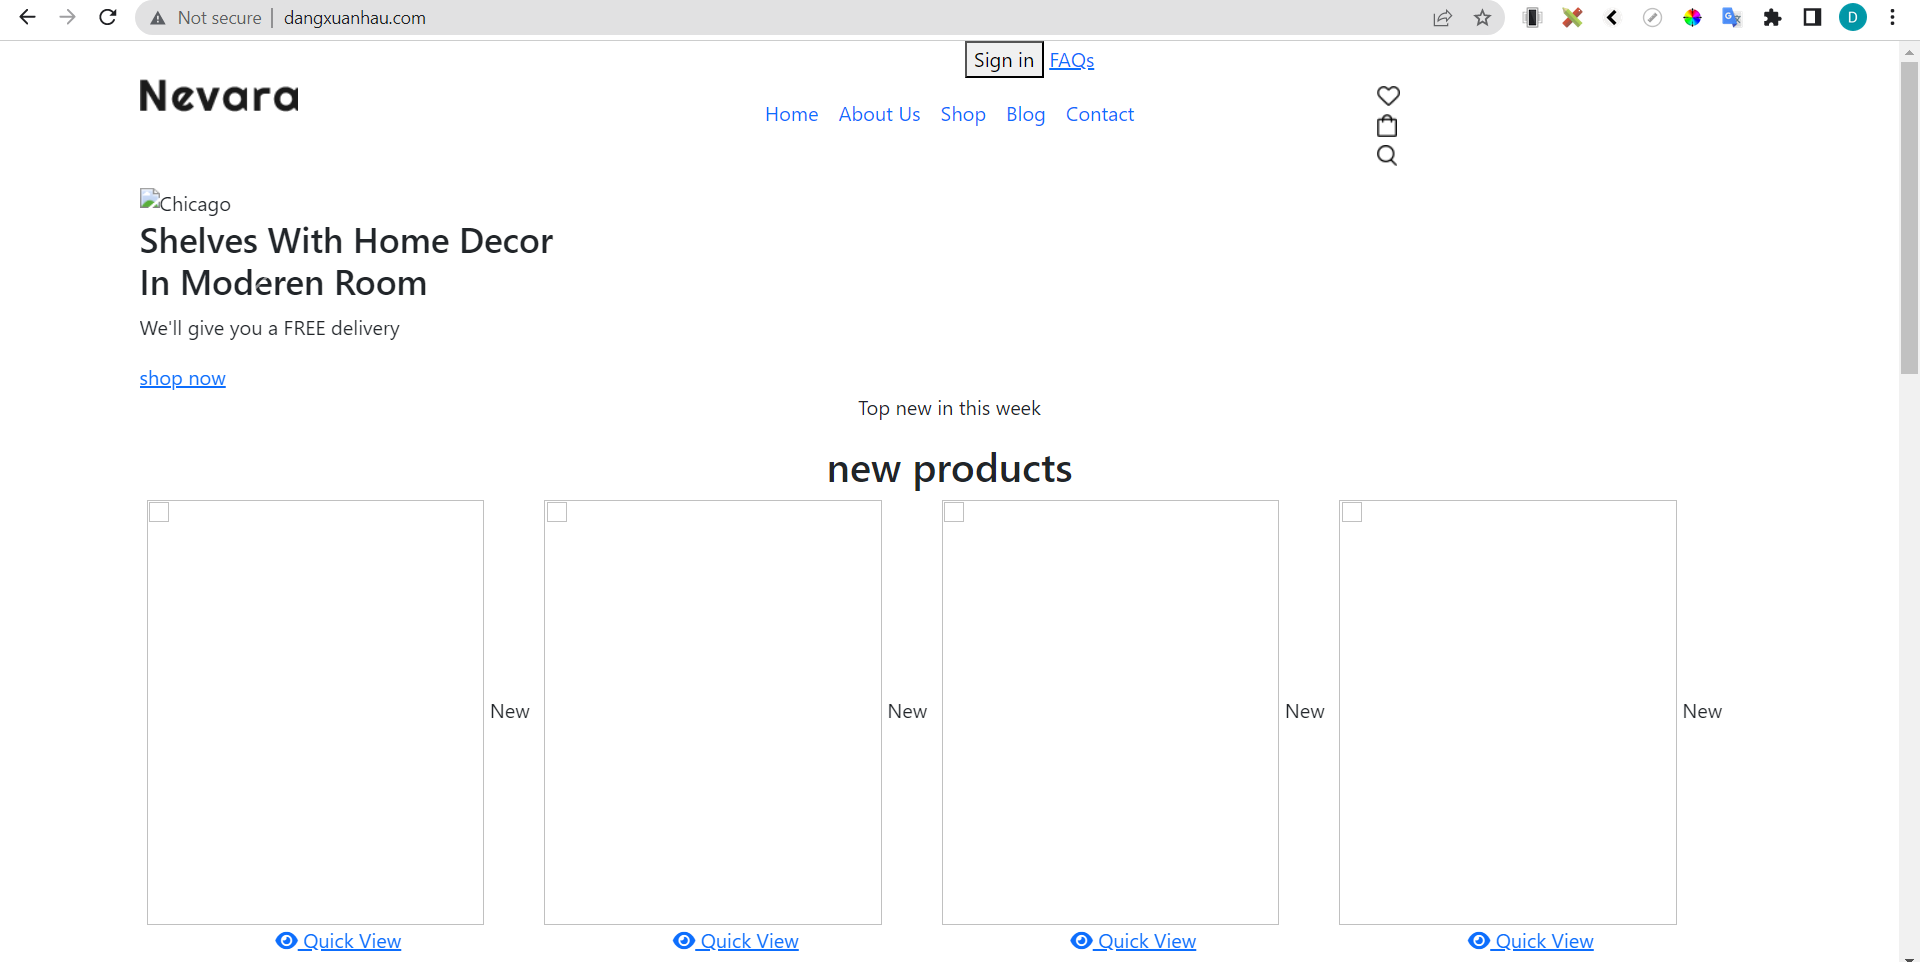 Not secure | dangxuanhau.com
D
Sign in FAQs
Nevara
Home About Us Shop Blog Contact
Chicago
Shelves With Home Decor
In Moderen Room
We'll give you a FREE delivery
shop now
Top new in this week
new products
New New New New
Quick View Quick View Quick View Quick View